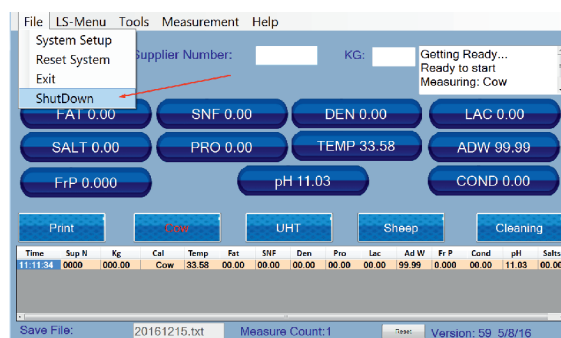 File LS-Menu Tools Measurement Help
System Setup
Reset System
Exit
ShutDown
Supplier Number: KG:
Getting Ready...
Ready to start
Measuring: Cow
FAT 0.00 SNF 0.00 DEN 0.00 LAC 0.00
SALT 0.00 PRO 0.00 TEMP 33.58 ADW 99.99
FrP 0.000 pH 11.03 COND 0.00
Print Cow UHT Sheep Cleaning
Time Sup N Kg Cal Temp Fat SNF Den Pro Lac Ad W Fr P Cond pH Salts
11:11:34 0000 000.00 Cow 33.58 00.00 00.00 00.00 00.00 00.00 99.99 0.000 00.00 11.03 00.00
Save File: 20161215.txt Measure Count:1 Reset Version: 59 5/8/16